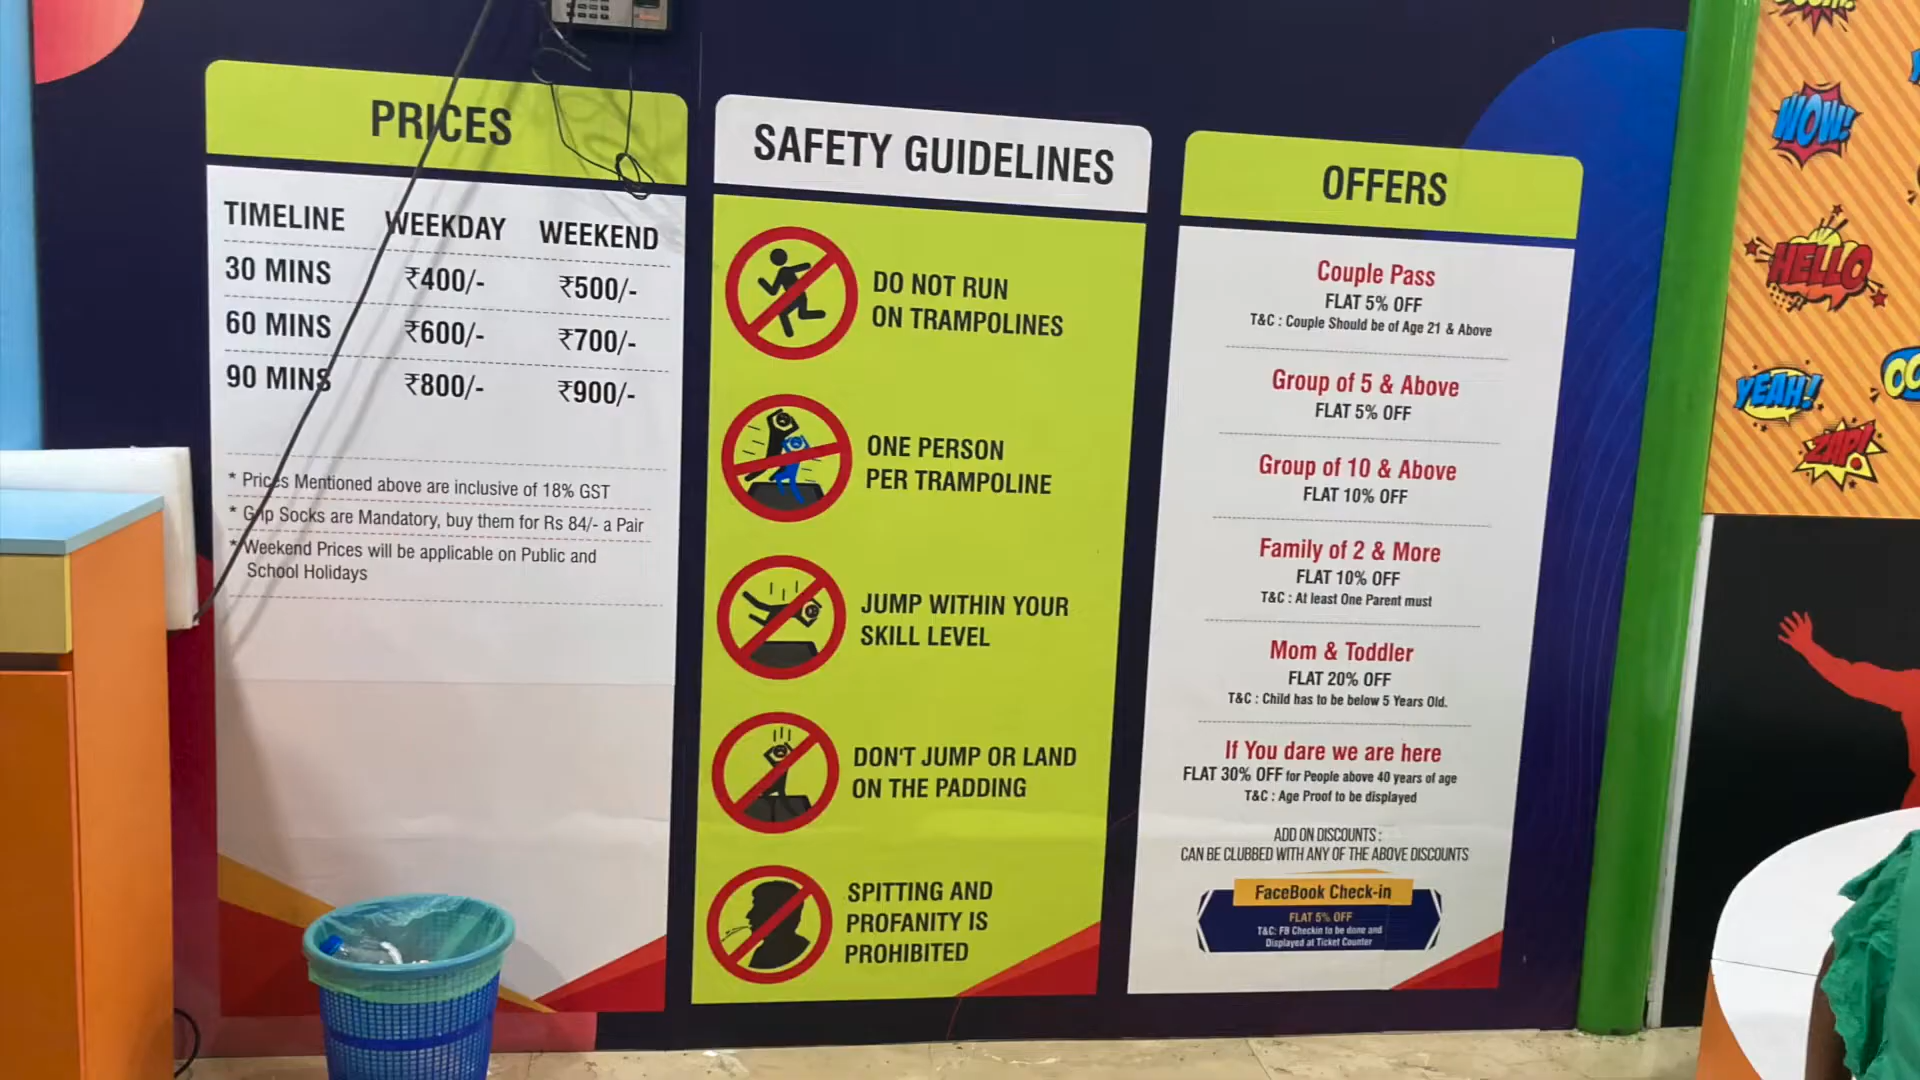 PRICES
TIMELINE WEEKDAY WEEKEND
30 MINS ₹400/- ₹500/-
60 MINS ₹600/- ₹700/-
90 MINS ₹800/- ₹900/-
* Prices Mentioned above are inclusive of 18% GST
* Grip Socks are Mandatory, buy them for Rs 84/- a Pair
* Weekend Prices will be applicable on Public and
School Holidays
SAFETY GUIDELINES
DO NOT RUN
ON TRAMPOLINES
ONE PERSON
PER TRAMPOLINE
JUMP WITHIN YOUR
SKILL LEVEL
DON'T JUMP OR LAND
ON THE PADDING
SPITTING AND
PROFANITY IS
PROHIBITED
OFFERS
Couple Pass
FLAT 5% OFF
T&C : Couple Should be of Age 21 & Above
Group of 5 & Above
FLAT 5% OFF
Group of 10 & Above
FLAT 10% OFF
Family of 2 & More
FLAT 10% OFF
T&C : At least One Parent must
Mom & Toddler
FLAT 20% OFF
T&C : Child has to be below 5 Years Old.
If You dare we are here
FLAT 30% OFF for People above 40 years of age
T&C : Age Proof to be displayed
ADD ON DISCOUNTS :
CAN BE CLUBBED WITH ANY OF THE ABOVE DISCOUNTS
FaceBook Check-in
FLAT 5% OFF
T&C: FB Checkin to be done and
Displayed at Ticket Counter
WOW!
HELLO
YEAH!
ZAP!